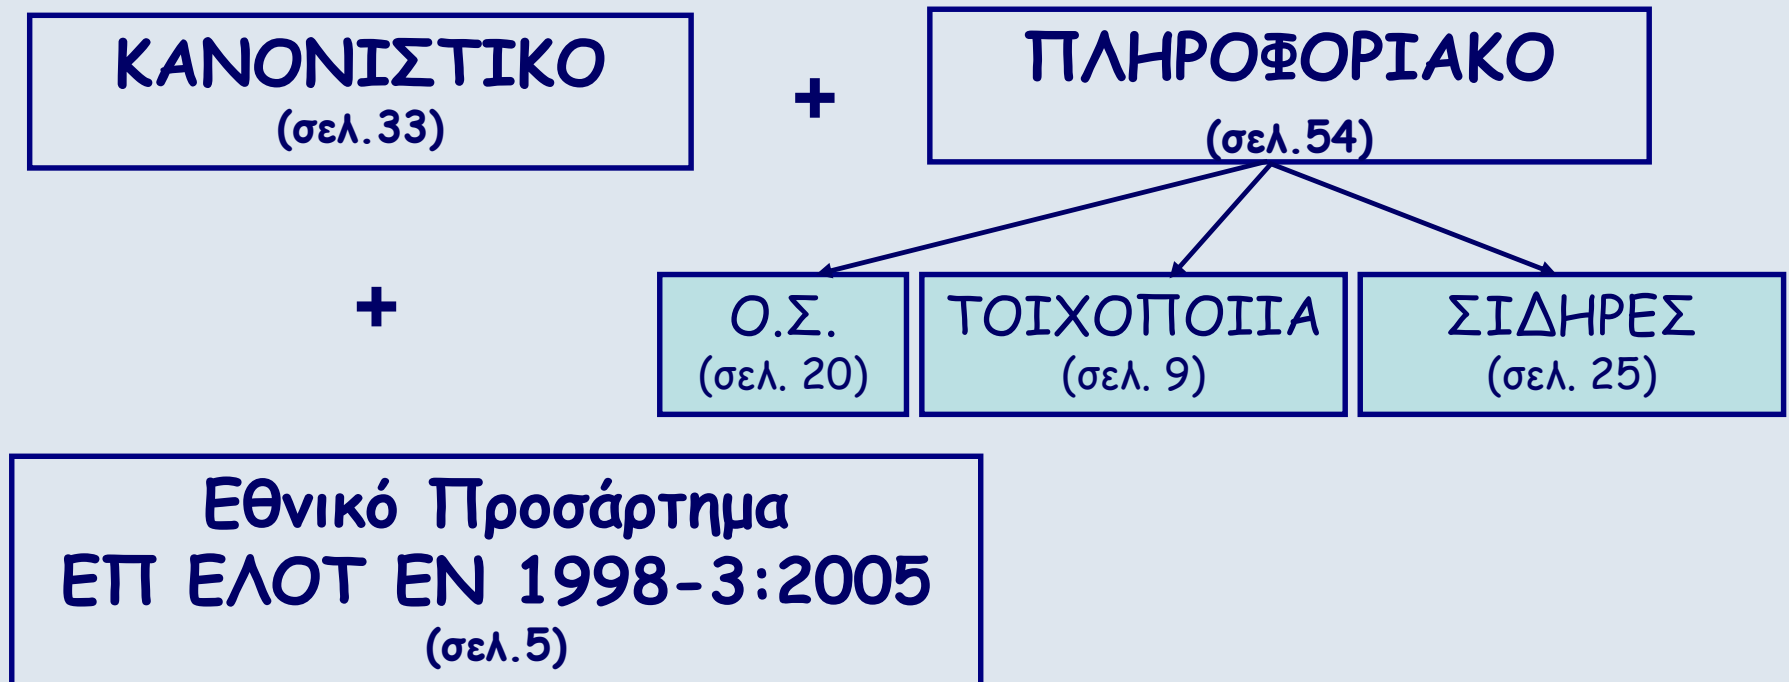 ΚΑΝΟΝΙΣΤΙΚΟ
(σελ.33)
+
ΠΛΗΡΟΦΟΡΙΑΚΟ
(σελ.54)
+
Ο.Σ.
(σελ. 20)
ΤΟΙΧΟΠΟΙΙΑ
(σελ. 9)
ΣΙΔΗΡΕΣ
(σελ. 25)
Εθνικό Προσάρτημα
ΕΠ ΕΛΟΤ EN 1998-3:2005
(σελ.5)